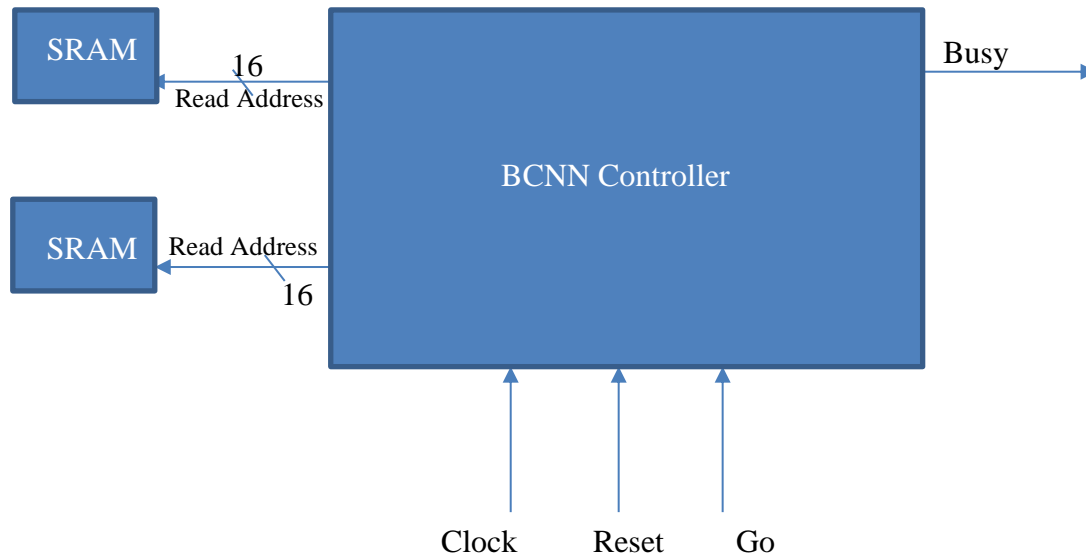 SRAM
16
Read Address
Busy
BCNN Controller
SRAM
Read Address
16
Clock
Reset
Go